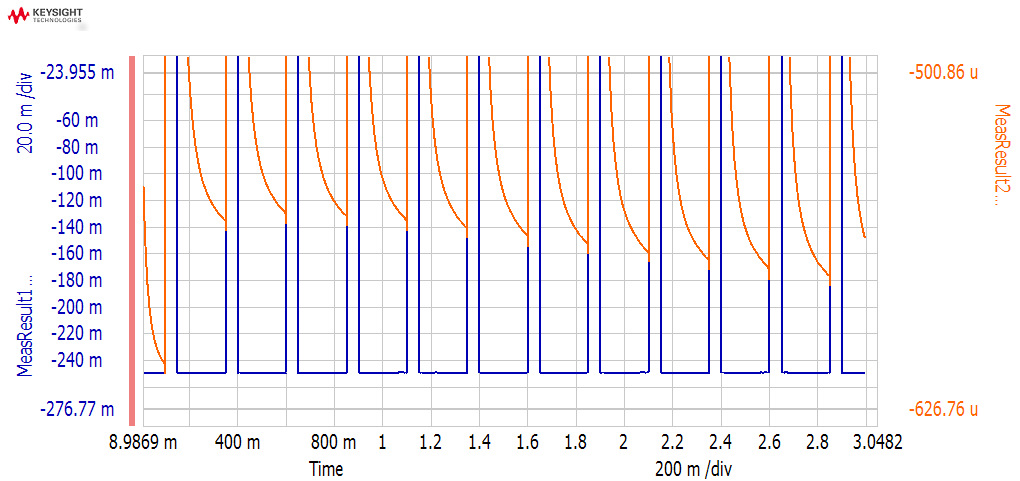 KEYSIGHT
TECHNOLOGIES
20.0 m /div
MeasResult1 ...
-23.955 m
-60 m
-80 m
-100 m
-120 m
-140 m
-160 m
-180 m
-200 m
-220 m
-240 m
-276.77 m
-500.86 u
MeasResult2...
-626.76 u
8.9869 m 400 m 800 m 1 1.2 1.4 1.6 1.8 2 2.2 2.4 2.6 2.8 3.0482
Time 200 m /div